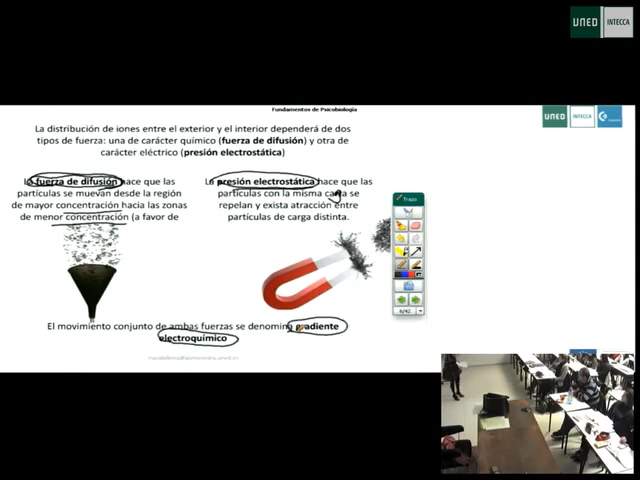 UNED INTECCA
Fundamentos de Psicobiología
UNED INTECCA
La distribución de iones entre el exterior y el interior dependerá de dos
tipos de fuerza: una de carácter químico (fuerza de difusión) y otra de
carácter eléctrico (presión electrostática)
La fuerza de difusión hace que las
partículas se muevan desde la región
de mayor concentración hacia las zonas
de menor concentración (a favor de
La presión electrostática hace que las
partículas con la misma carga se
repelan y exista atracción entre
partículas de carga distinta.
Trazo
6/42
El movimiento conjunto de ambas fuerzas se denomina gradiente
electroquímico